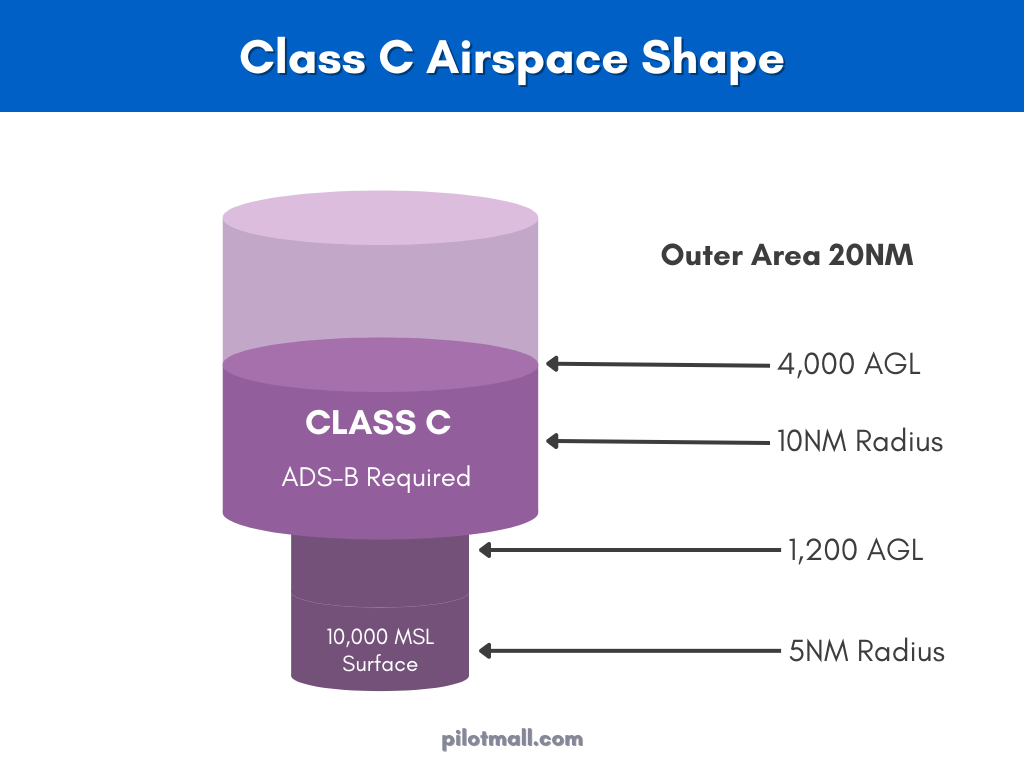 Class C Airspace Shape
Outer Area 20NM
4,000 AGL
CLASS C
10NM Radius
ADS-B Required
1,200 AGL
10,000 MSL
Surface
5NM Radius
pilotmall.com